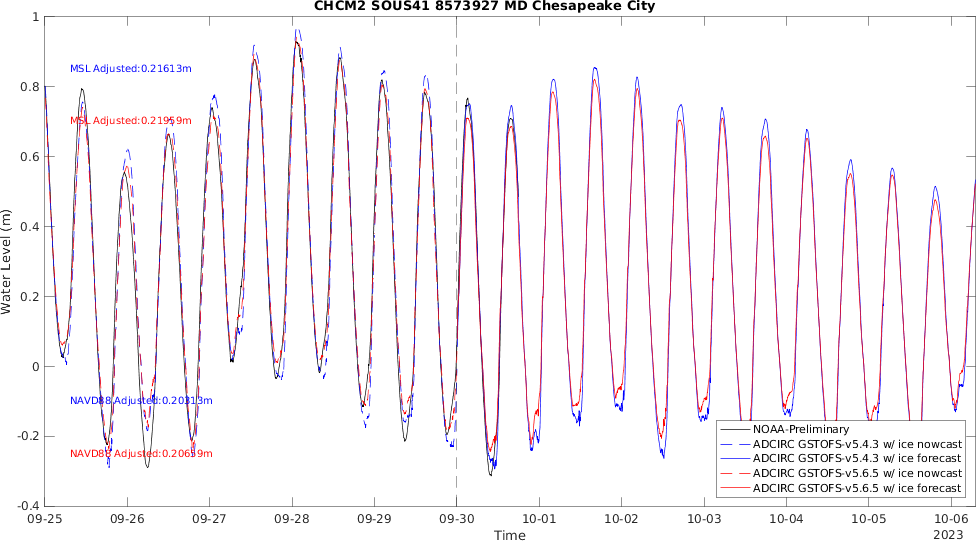 CHCM2 SOUS41 8573927 MD Chesapeake City
1
0.8
0.6
0.4
0.2
0
-0.2
-0.4
Water Level (m)
MSL Adjusted:0.21613m
MSL Adjusted:0.21959m
NAVD88 Adjusted:0.20313m
NAVD88 Adjusted:0.20659m
NOAA-Preliminary
ADCIRC GSTOFS-v5.4.3 w/ ice nowcast
ADCIRC GSTOFS-v5.4.3 w/ ice forecast
ADCIRC GSTOFS-v5.6.5 w/ ice nowcast
ADCIRC GSTOFS-v5.6.5 w/ ice forecast
09-25 09-26 09-27 09-28 09-29 09-30 10-01 10-02 10-03 10-04 10-05 10-06
2023
Time